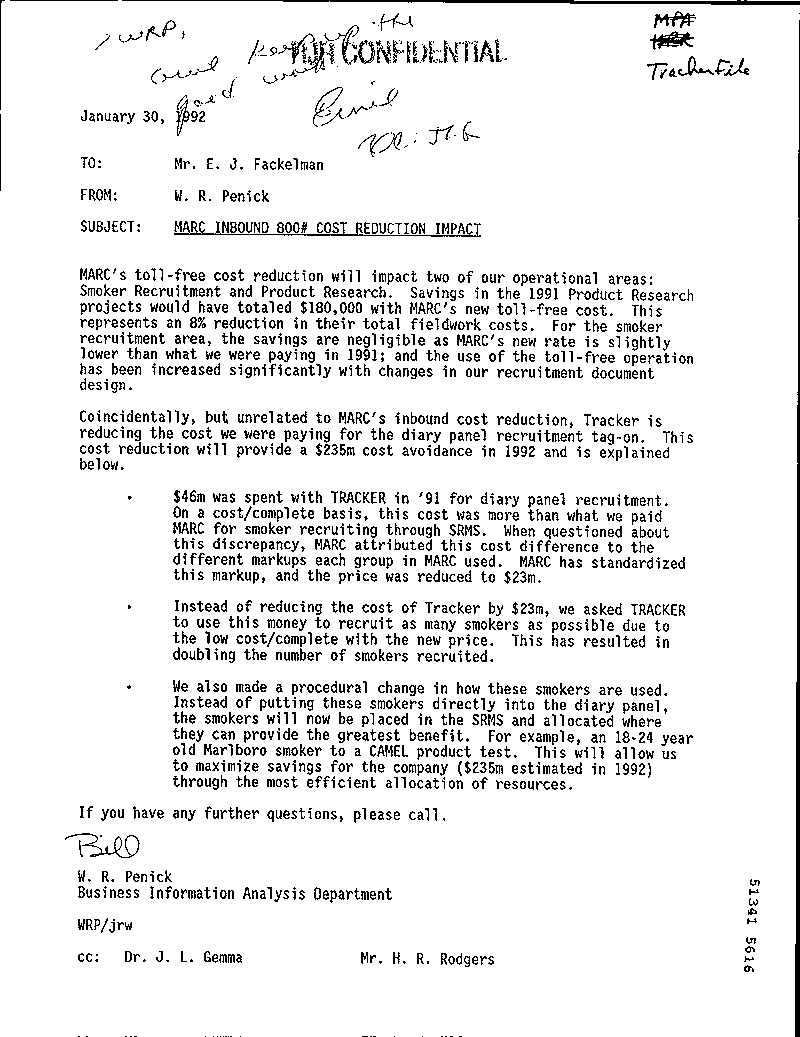 WRP,
Good Keep up the
good work
Ernie
CONFIDENTIAL
MPA
Tracker File
January 30, 1992
TO: Mr. E. J. Fackelman
FROM: W. R. Penick
SUBJECT: MARC INBOUND 800# COST REDUCTION IMPACT
MARC's toll-free cost reduction will impact two of our operational areas:
Smoker Recruitment and Product Research. Savings in the 1991 Product Research
projects would have totaled $180,000 with MARC's new toll-free cost. This
represents an 8% reduction in their total fieldwork costs. For the smoker
recruitment area, the savings are negligible as MARC's new rate is slightly
lower than what we were paying in 1991; and the use of the toll-free operation
has been increased significantly with changes in our recruitment document
design.
Coincidentally, but unrelated to MARC's inbound cost reduction, Tracker is
reducing the cost we were paying for the diary panel recruitment tag-on. This
cost reduction will provide a $235m cost avoidance in 1992 and is explained
below.
• $46m was spent with TRACKER in '91 for diary panel recruitment.
On a cost/complete basis, this cost was more than what we paid
MARC for smoker recruiting through SRMS. When questioned about
this discrepancy, MARC attributed this cost difference to the
different markups each group in MARC used. MARC has standardized
this markup, and the price was reduced to $23m.
• Instead of reducing the cost of Tracker by $23m, we asked TRACKER
to use this money to recruit as many smokers as possible due to
the low cost/complete with the new price. This has resulted in
doubling the number of smokers recruited.
• We also made a procedural change in how these smokers are used.
Instead of putting these smokers directly into the diary panel,
the smokers will now be placed in the SRMS and allocated where
they can provide the greatest benefit. For example, an 18-24 year
old Marlboro smoker to a CAMEL product test. This will allow us
to maximize savings for the company ($235m estimated in 1992)
through the most efficient allocation of resources.
If you have any further questions, please call.
Bill
W. R. Penick
Business Information Analysis Department
WRP/jrw
cc: Dr. J. L. Gemma Mr. H. R. Rodgers
51341 5616